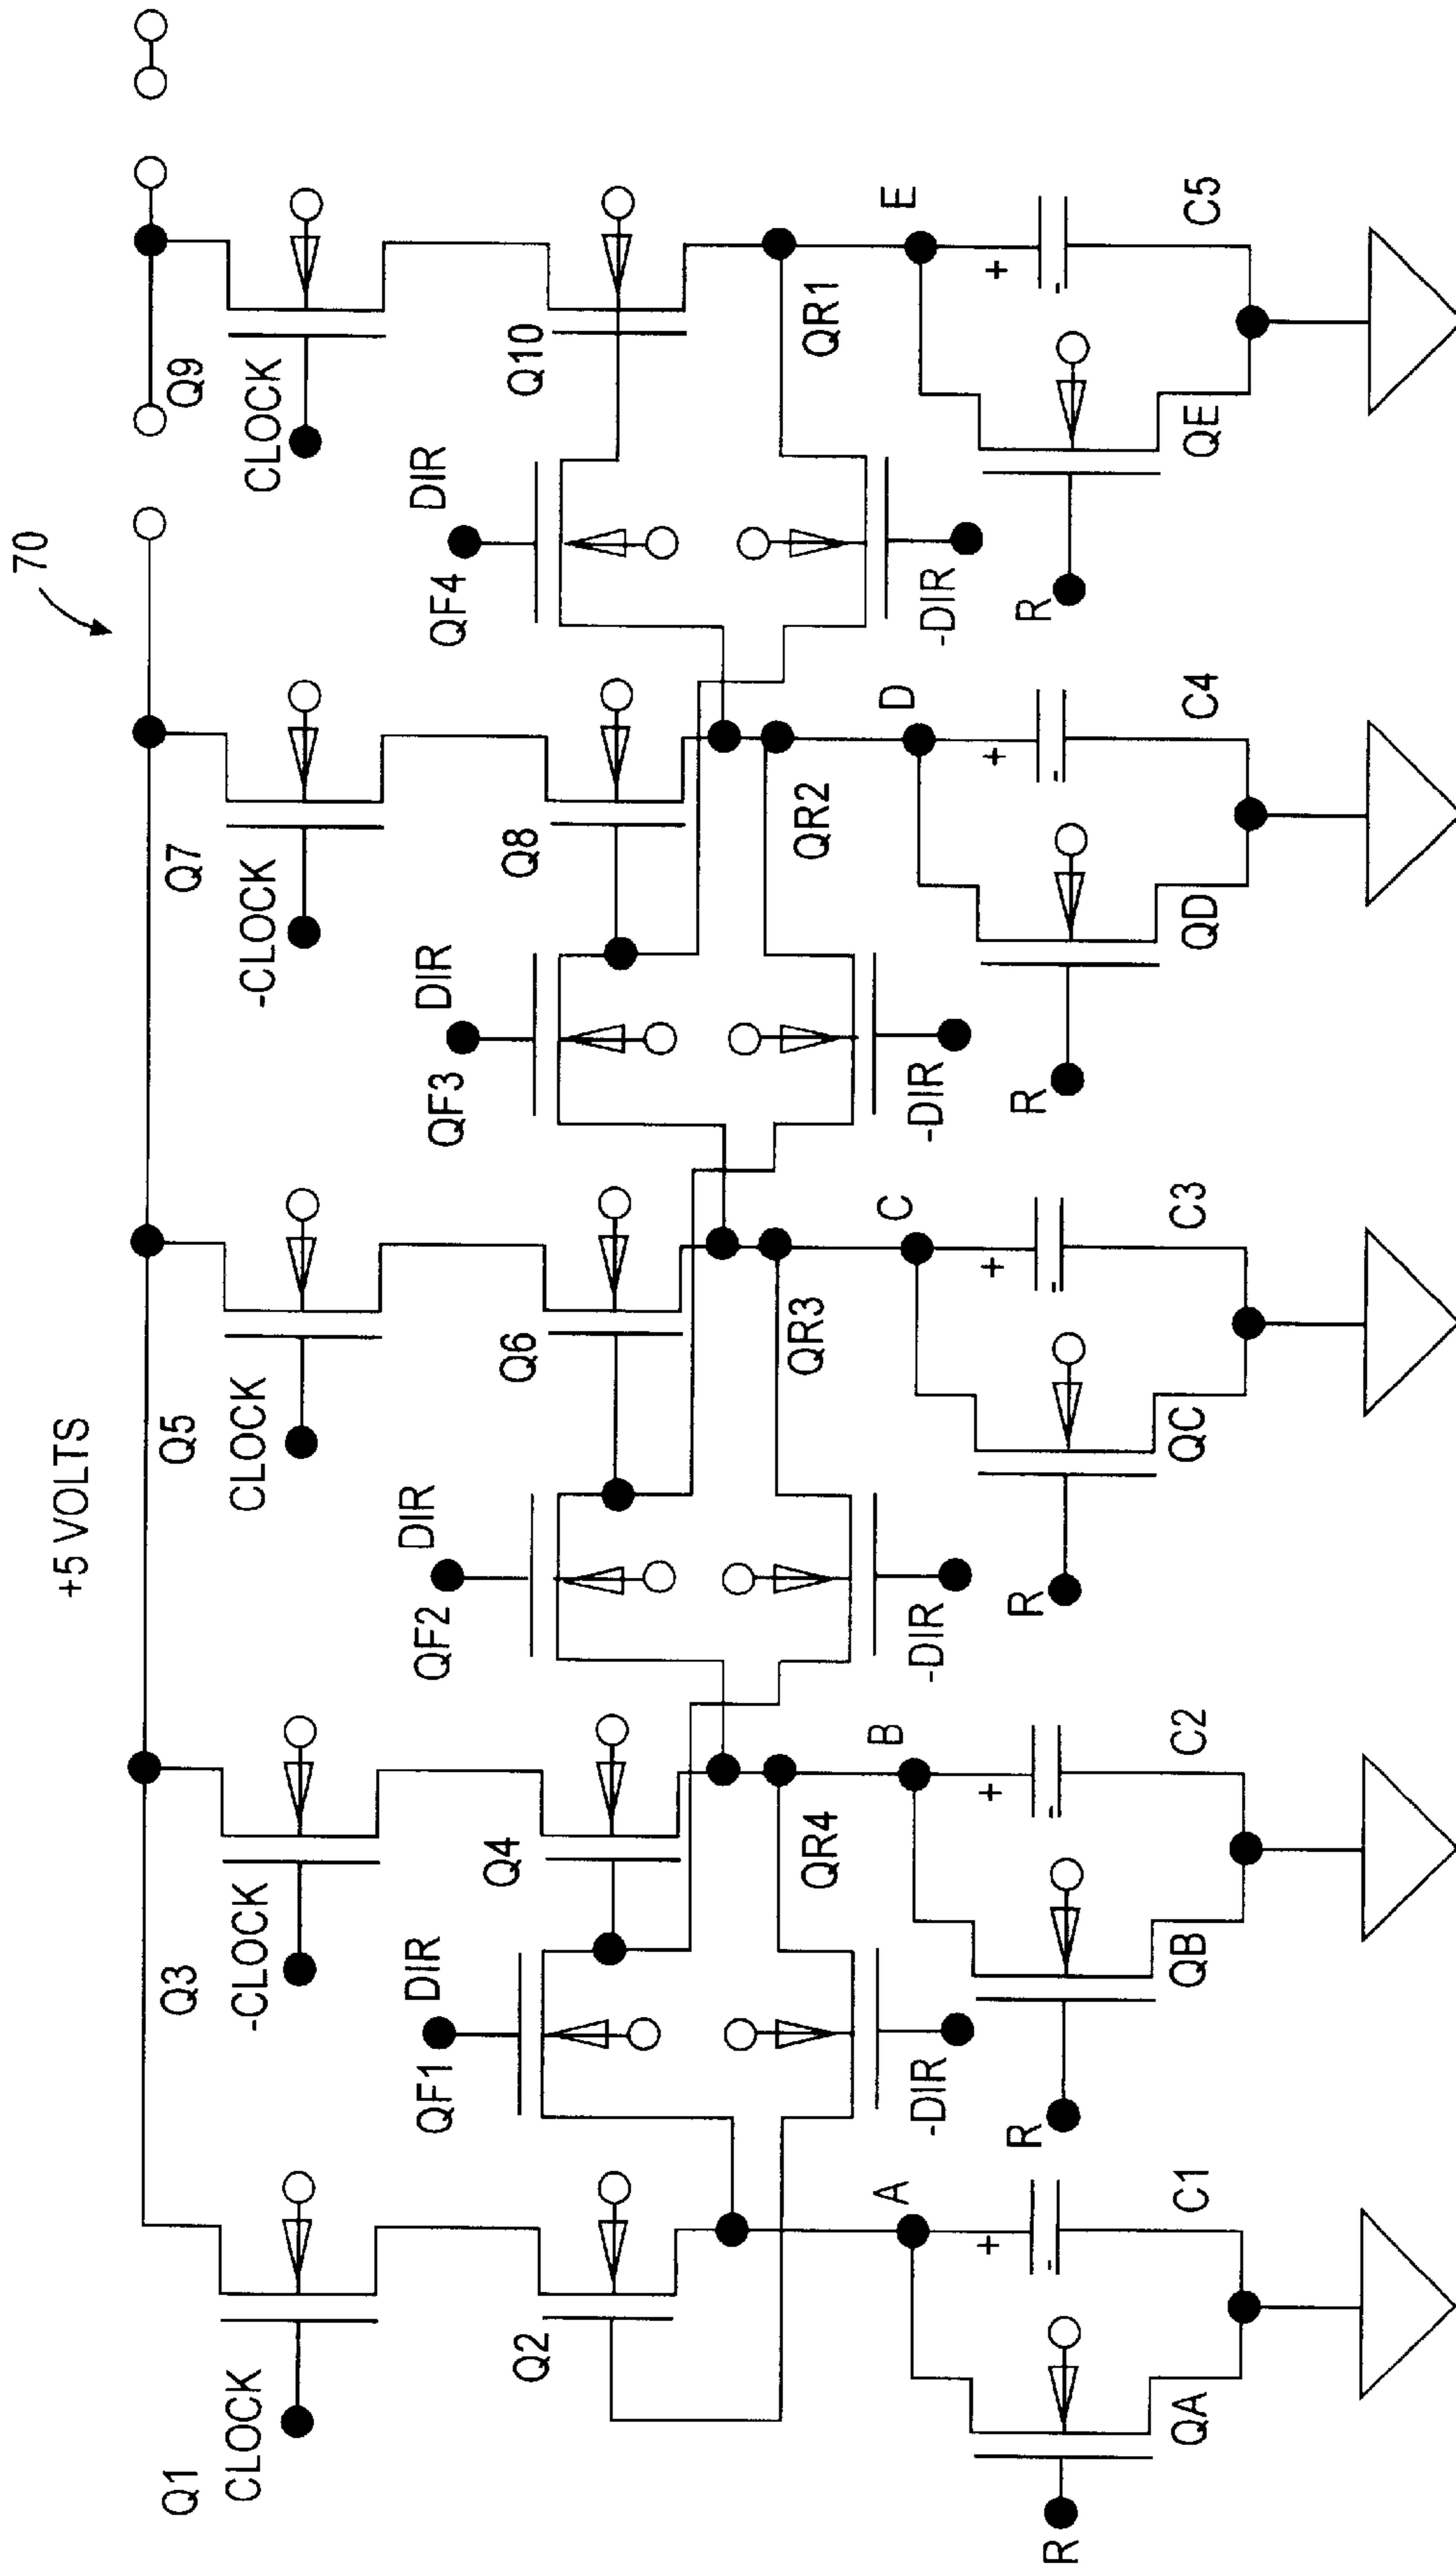 70
+5 VOLTS
Q1
Q3
Q5
Q7
Q9
CLOCK
-CLOCK
CLOCK
-CLOCK
CLOCK
QF1
DIR
QF2
DIR
QF3
DIR
QF4
DIR
Q2
Q4
Q6
Q8
Q10
QR4
QR3
QR2
QR1
A
B
C
D
E
-DIR
-DIR
-DIR
-DIR
+
-
+
-
+
-
+
-
+
-
R
R
R
R
R
QA
C1
QB
C2
QC
C3
QD
C4
QE
C5